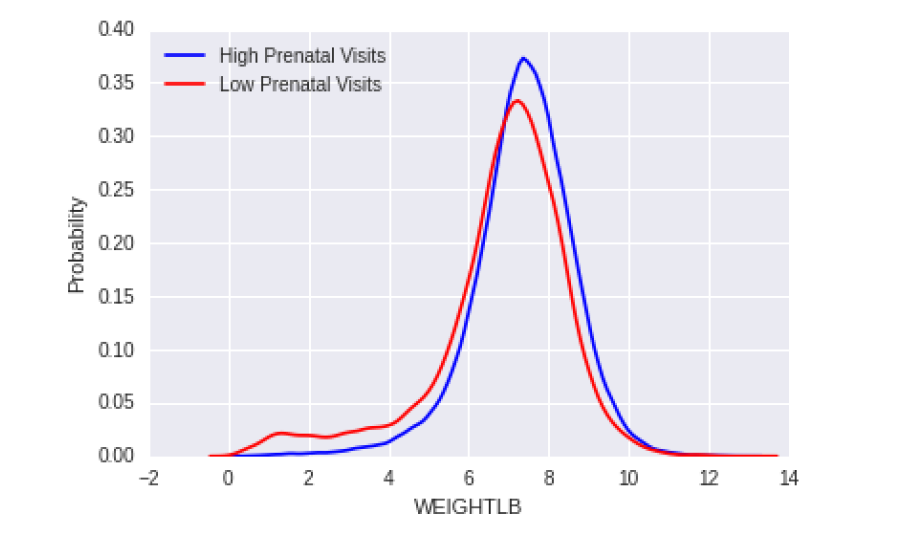 0.40
High Prenatal Visits
Low Prenatal Visits
0.35
0.30
0.25
0.20
0.15
0.10
0.05
0.00
Probability
−2 0 2 4 6 8 10 12 14
WEIGHTLB